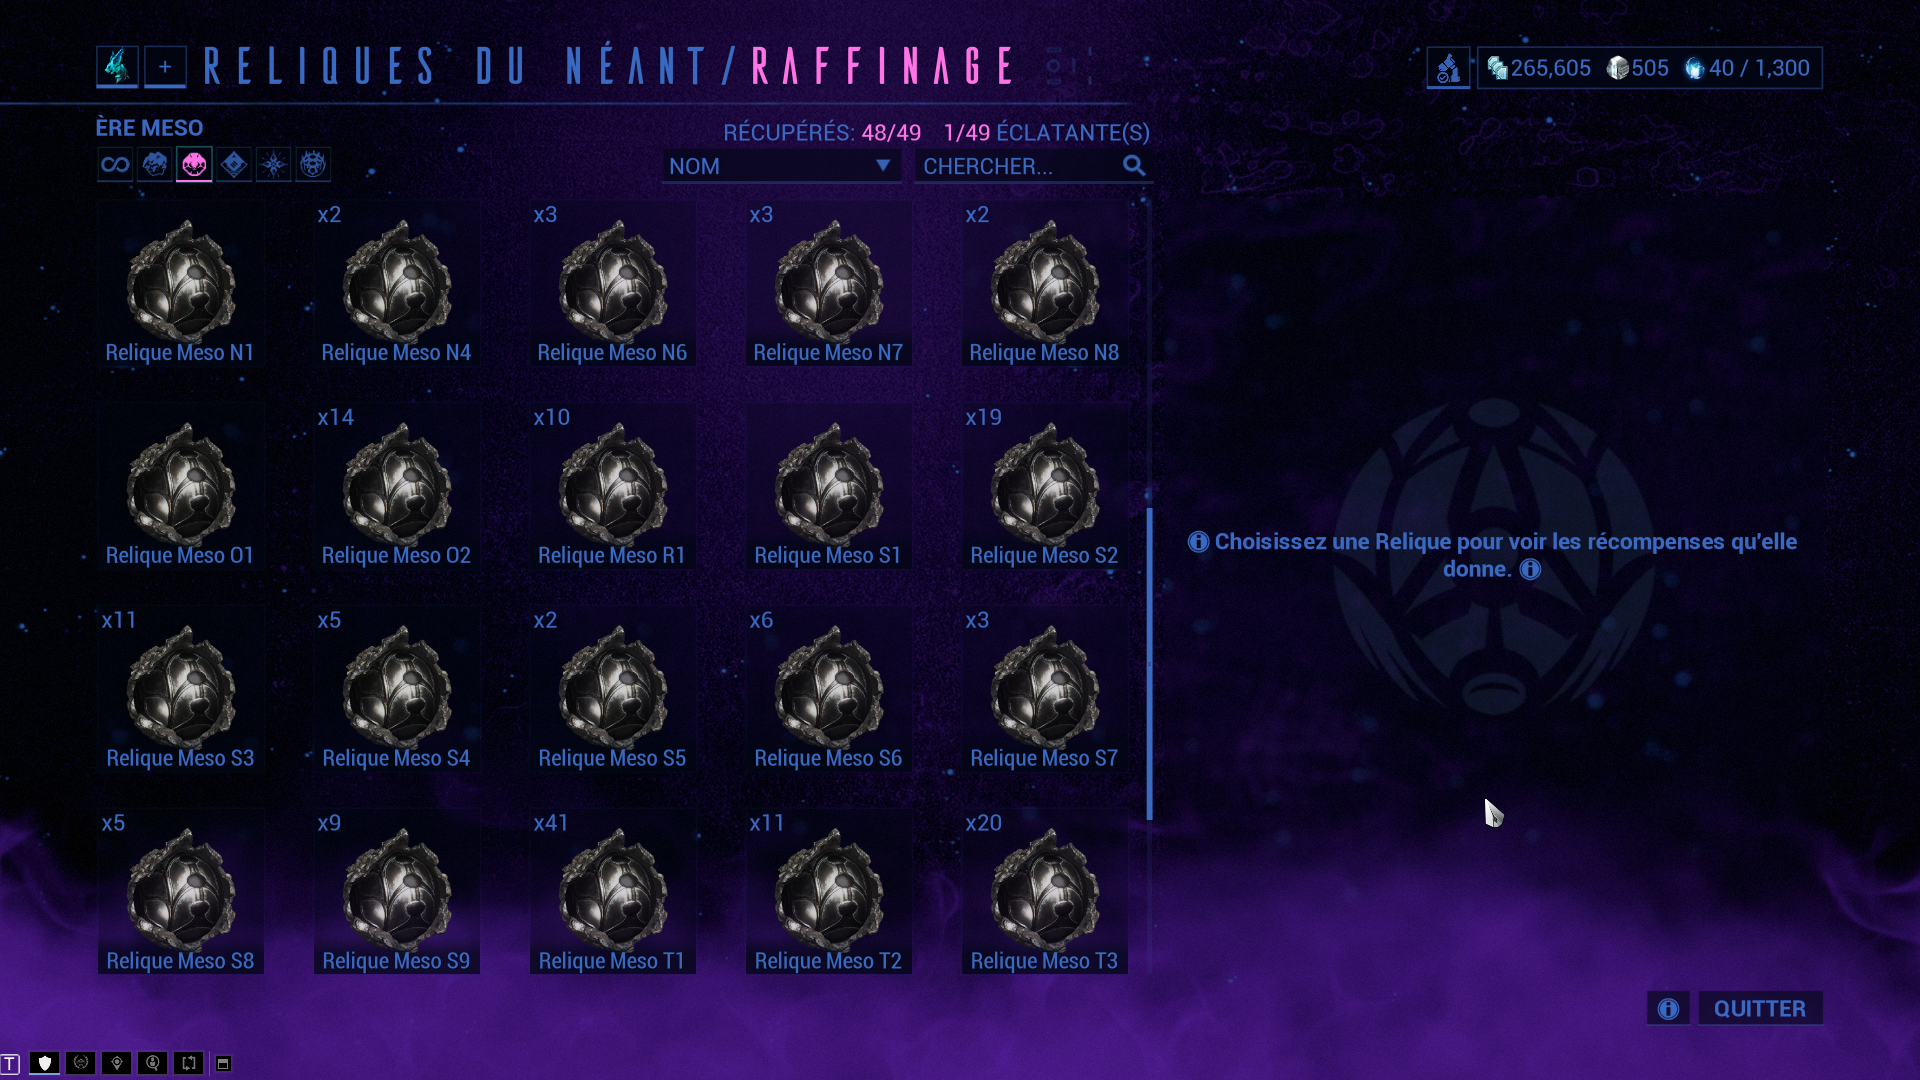 + RELIQUES DU NÉANT/RAFFINAGE
265,605 505 40 / 1,300
ÈRE MESO
RÉCUPÉRÉS: 48/49 1/49 ÉCLATANTE(S)
NOM CHERCHER...
x2 x3 x3 x2
Relique Meso N1 Relique Meso N4 Relique Meso N6 Relique Meso N7 Relique Meso N8
x14 x10 x19
Relique Meso O1 Relique Meso O2 Relique Meso R1 Relique Meso S1 Relique Meso S2
Choisissez une Relique pour voir les récompenses qu'elle
donne.
x11 x5 x2 x6 x3
Relique Meso S3 Relique Meso S4 Relique Meso S5 Relique Meso S6 Relique Meso S7
x5 x9 x41 x11 x20
Relique Meso S8 Relique Meso S9 Relique Meso T1 Relique Meso T2 Relique Meso T3
QUITTER
T